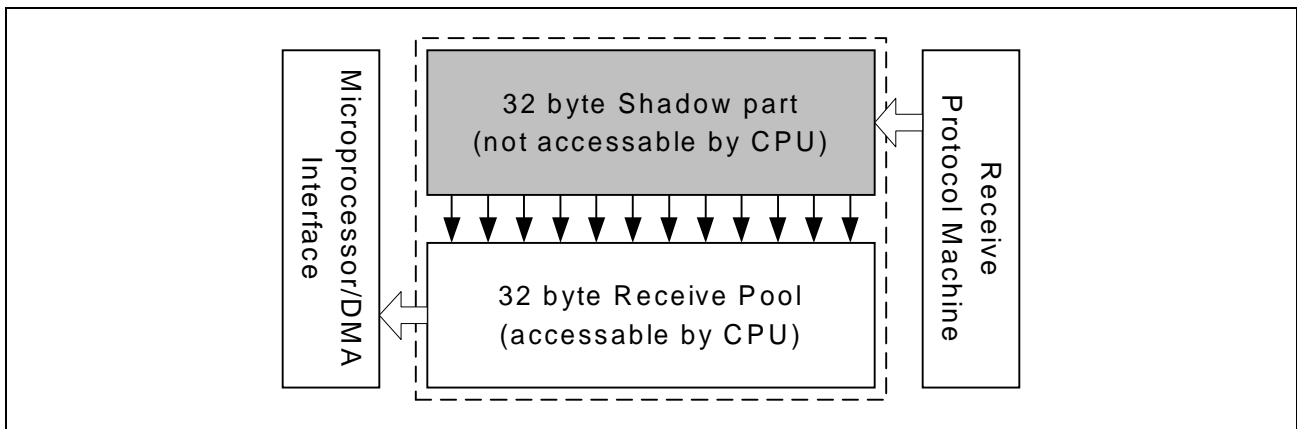 Microprocessor/DMA
Interface
32 byte Shadow part
(not accessable by CPU)
32 byte Receive Pool
(accessable by CPU)
Receive
Protocol Machine